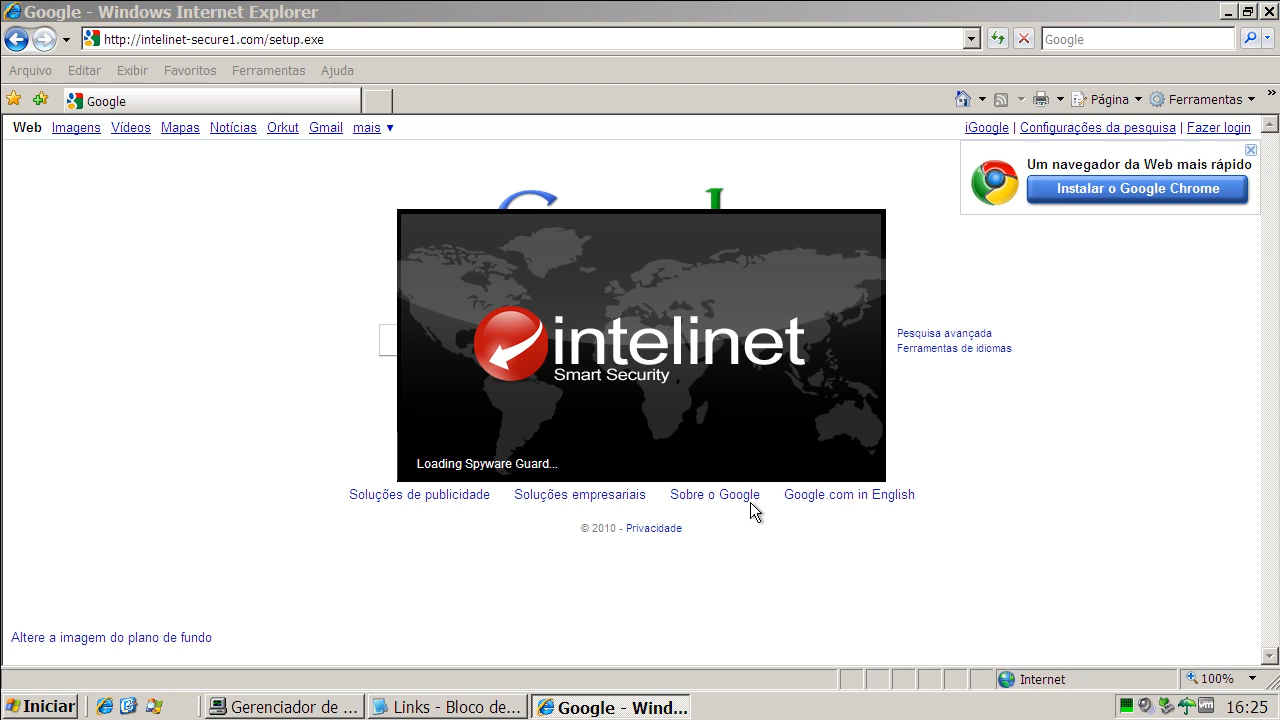 Google - Windows Internet Explorer
http://intelinet-secure1.com/setup.exe
Google
Arquivo Editar Exibir Favoritos Ferramentas Ajuda
Google
Página Ferramentas »
Web Imagens Vídeos Mapas Notícias Orkut Gmail mais ▼
iGoogle | Configurações da pesquisa | Fazer login
Um navegador da Web mais rápido
Instalar o Google Chrome
intelinet
Smart Security
Loading Spyware Guard...
Pesquisa avançada
Ferramentas de idiomas
Soluções de publicidade Soluções empresariais Sobre o Google Google.com in English
© 2010 - Privacidade
Altere a imagem do plano de fundo
Internet
100%
Iniciar
Gerenciador de ...
Links - Bloco de...
Google - Wind...
16:25